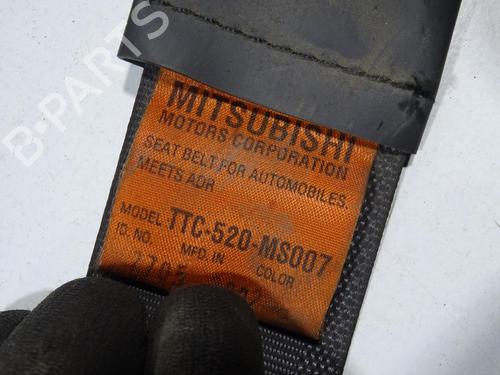 B-PARTS
MITSUBISHI
MOTORS CORPORATION
SEAT BELT FOR AUTOMOBILES.
MEETS ADR
MODEL TTC-520-MS007
ID. NO. MFD. IN COLOR